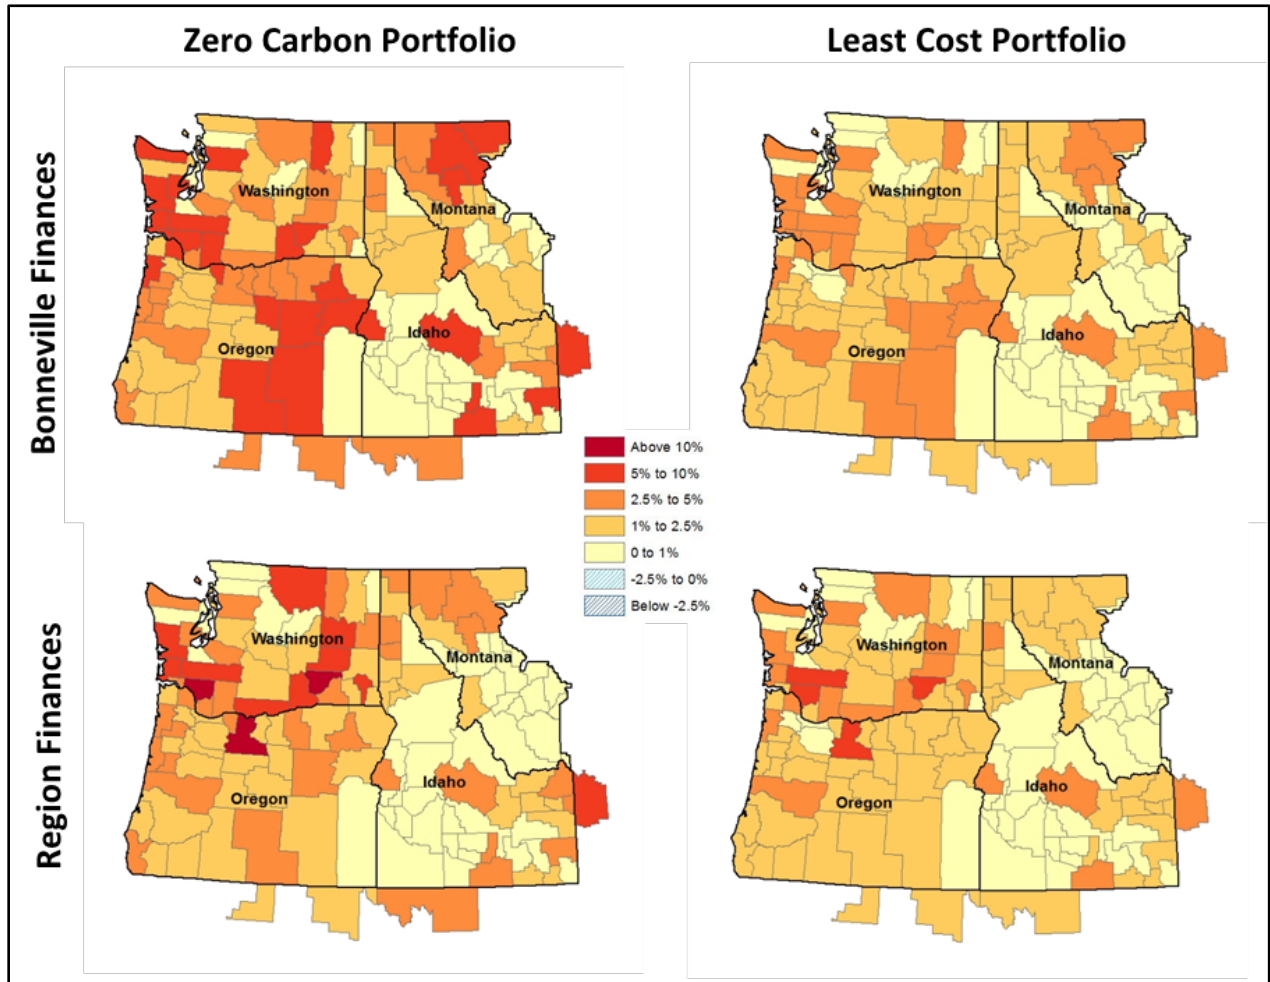 Zero Carbon Portfolio
Least Cost Portfolio
Bonneville Finances
Washington
Montana
Oregon
Idaho
Washington
Montana
Oregon
Idaho
Above 10%
5% to 10%
2.5% to 5%
1% to 2.5%
0 to 1%
-2.5% to 0%
Below -2.5%
Region Finances
Washington
Montana
Idaho
Oregon
Washington
Montana
Idaho
Oregon